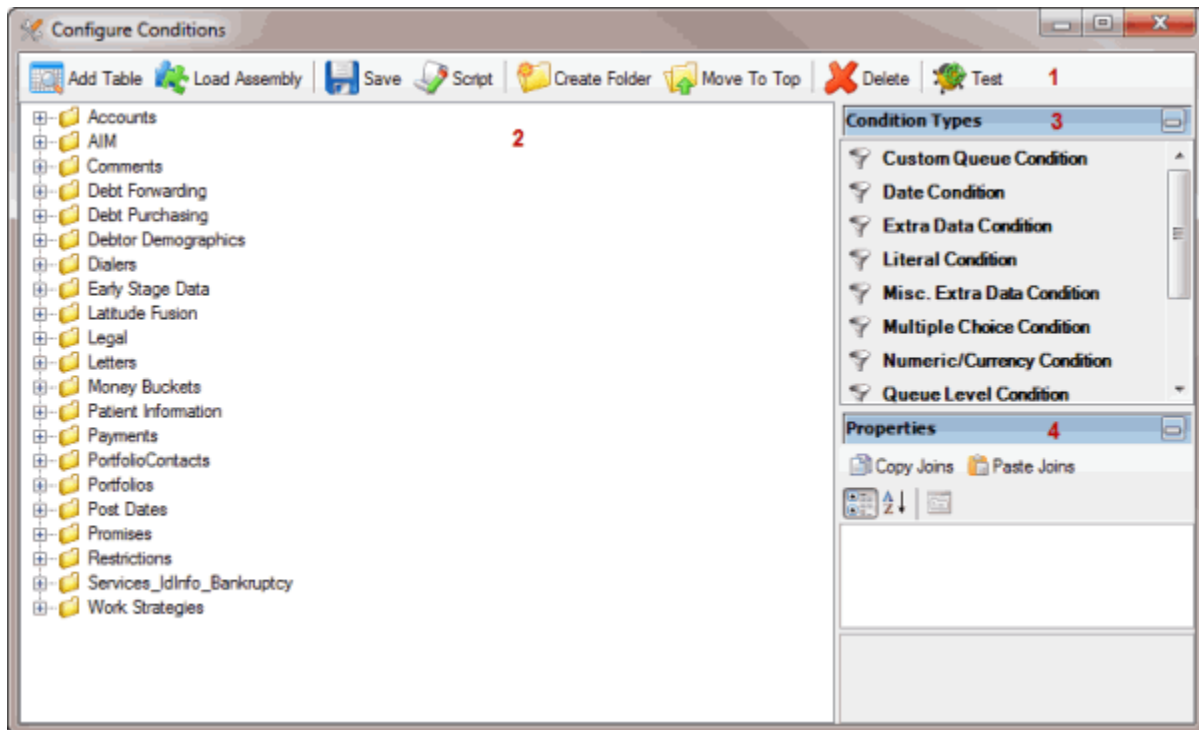 Configure Conditions
Add Table Load Assembly Save Script Create Folder Move To Top Delete Test 1
2
Accounts
AIM
Comments
Debt Forwarding
Debt Purchasing
Debtor Demographics
Dialers
Early Stage Data
Latitude Fusion
Legal
Letters
Money Buckets
Patient Information
Payments
PortfolioContacts
Portfolios
Post Dates
Promises
Restrictions
Services_IdInfo_Bankruptcy
Work Strategies
Condition Types 3
Custom Queue Condition
Date Condition
Extra Data Condition
Literal Condition
Misc. Extra Data Condition
Multiple Choice Condition
Numeric/Currency Condition
Queue Level Condition
Properties 4
Copy Joins Paste Joins